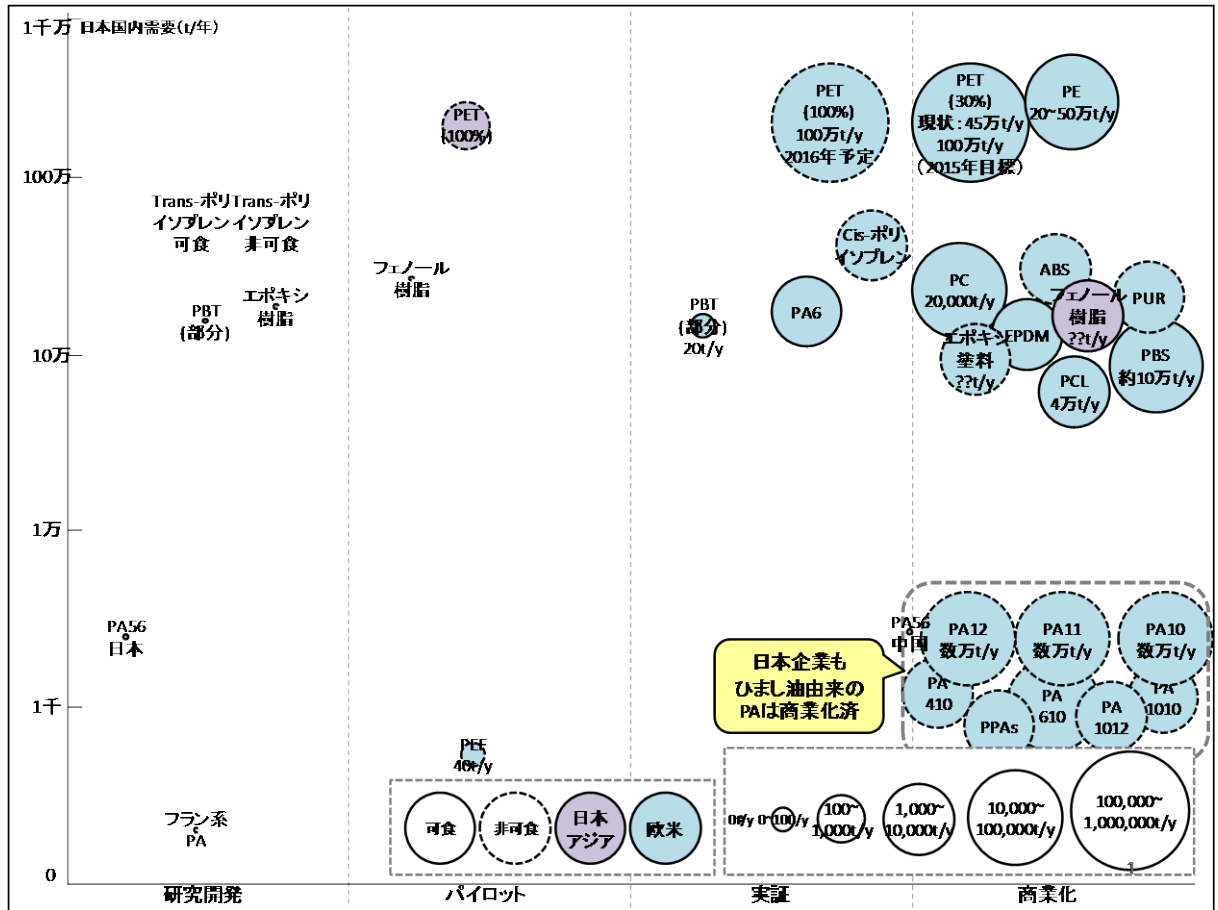 1千万 日本国内需要(t/年)
PET
(100%)
PET
(100%)
100万t/y
2016年予定
PET
(30%)
現状:45万t/y
100万t/y
(2015年目標)
PE
20~50万t/y
100万
Trans-ポリ
イソプレン
可食
Trans-ポリ
イソプレン
非可食
Cis-ポリ
イソプレン
フェノール
樹脂
PBT
(部分)
エポキシ
樹脂
PBT
(部分)
20t/y
PA6
PC
20,000t/y
ABS
フェノール
樹脂
??t/y
PUR
EPDM
エポキシ
塗料
??t/y
PCL
4万t/y
PBS
約10万t/y
10万
1万
PA56
日本
PA56
中国
PA12
数万t/y
PA11
数万t/y
PA10
数万t/y
日本企業も
ひまし油由来の
PAは商業化済
PA
410
PPAs
PA
610
PA
1012
PA
1010
1千
PEF
40t/y
フラン系
PA
可食
非可食
日本
アジア
欧米
0t/y
0~100/y
100~
1,000t/y
1,000~
10,000t/y
10,000~
100,000t/y
100,000~
1,000,000t/y
1
0
研究開発
パイロット
実証
商業化